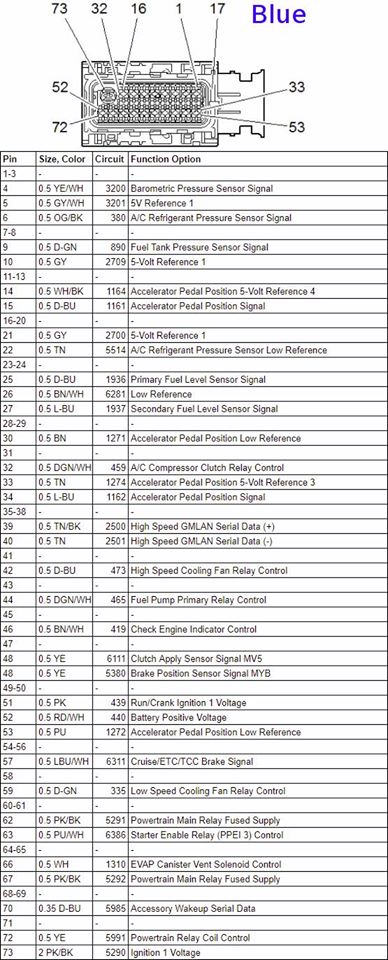 Blue
73 32 16 1 17
52 33
72 53
Pin Size, Color Circuit Function Option
1-3 - - -
4 0.5 YE/WH 3200 Barometric Pressure Sensor Signal
5 0.5 GY/WH 3201 5V Reference 1
6 0.5 OG/BK 380 A/C Refrigerant Pressure Sensor Signal
7-8 - - -
9 0.5 D-GN 890 Fuel Tank Pressure Sensor Signal
10 0.5 GY 2709 5-Volt Reference 1
11-13 - - -
14 0.5 WH/BK 1164 Accelerator Pedal Position 5-Volt Reference 4
15 0.5 D-BU 1161 Accelerator Pedal Position Signal
16-20 - - -
21 0.5 GY 2700 5-Volt Reference 1
22 0.5 TN 5514 A/C Refrigerant Pressure Sensor Low Reference
23-24 - - -
25 0.5 D-BU 1936 Primary Fuel Level Sensor Signal
26 0.5 BN/WH 6281 Low Reference
27 0.5 L-BU 1937 Secondary Fuel Level Sensor Signal
28-29 - - -
30 0.5 BN 1271 Accelerator Pedal Position Low Reference
31 - - -
32 0.5 DGN/WH 459 A/C Compressor Clutch Relay Control
33 0.5 TN 1274 Accelerator Pedal Position 5-Volt Reference 3
34 0.5 L-BU 1162 Accelerator Pedal Position Signal
35-38 - - -
39 0.5 TN/BK 2500 High Speed GMLAN Serial Data (+)
40 0.5 TN 2501 High Speed GMLAN Serial Data (-)
41 - - -
42 0.5 D-BU 473 High Speed Cooling Fan Relay Control
43 - - -
44 0.5 DGN/WH 465 Fuel Pump Primary Relay Control
45 - - -
46 0.5 BN/WH 419 Check Engine Indicator Control
47 - - -
48 0.5 YE 6111 Clutch Apply Sensor Signal MV5
48 0.5 YE 5380 Brake Position Sensor Signal MYB
49-50 - - -
51 0.5 PK 439 Run/Crank Ignition 1 Voltage
52 0.5 RD/WH 440 Battery Positive Voltage
53 0.5 PU 1272 Accelerator Pedal Position Low Reference
54-56 - - -
57 0.5 LBU/WH 6311 Cruise/ETC/TCC Brake Signal
58 - - -
59 0.5 D-GN 335 Low Speed Cooling Fan Relay Control
60-61 - - -
62 0.5 PK/BK 5291 Powertrain Main Relay Fused Supply
63 0.5 PU/WH 6386 Starter Enable Relay (PPEI 3) Control
64-65 - - -
66 0.5 WH 1310 EVAP Canister Vent Solenoid Control
67 0.5 PK/BK 5292 Powertrain Main Relay Fused Supply
68-69 - - -
70 0.35 D-BU 5985 Accessory Wakeup Serial Data
71 - - -
72 0.5 YE 5991 Powertrain Relay Coil Control
73 2 PK/BK 5290 Ignition 1 Voltage